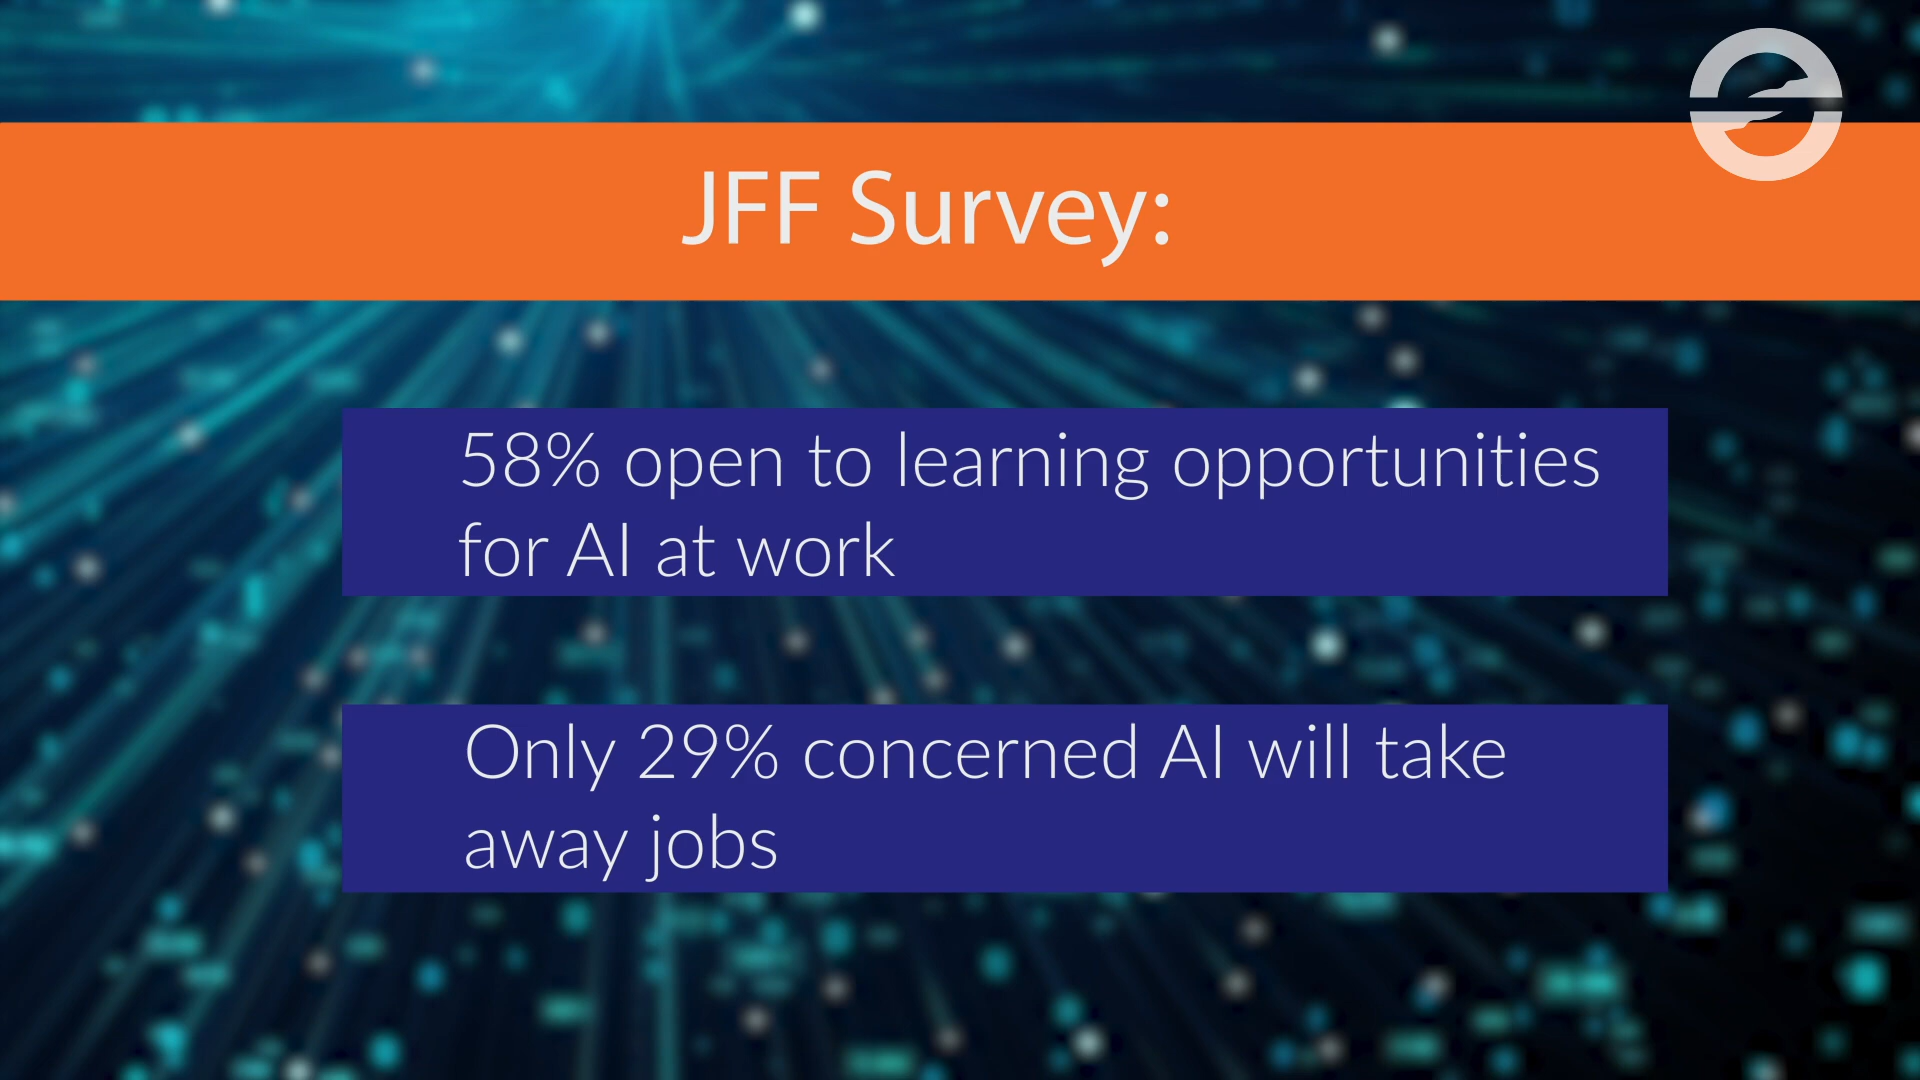 JFF Survey:
58% open to learning opportunities
for AI at work
Only 29% concerned AI will take
away jobs